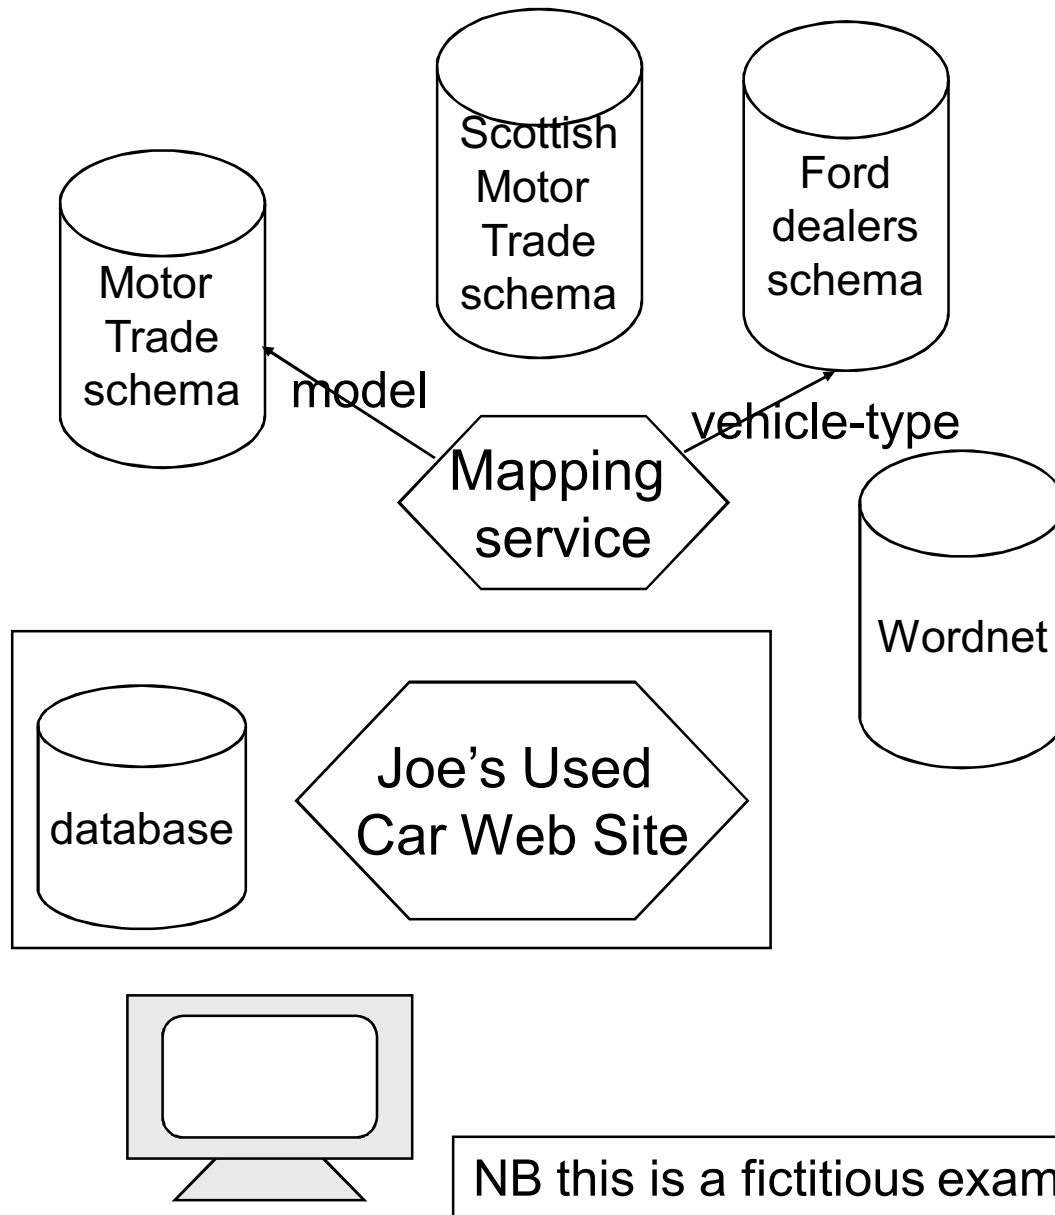 Scottish
Motor
Trade
schema
Ford
dealers
schema
Motor
Trade
schema
model
vehicle-type
Mapping
service
Wordnet
Joe’s Used
Car Web Site
database
NB this is a fictitious exam